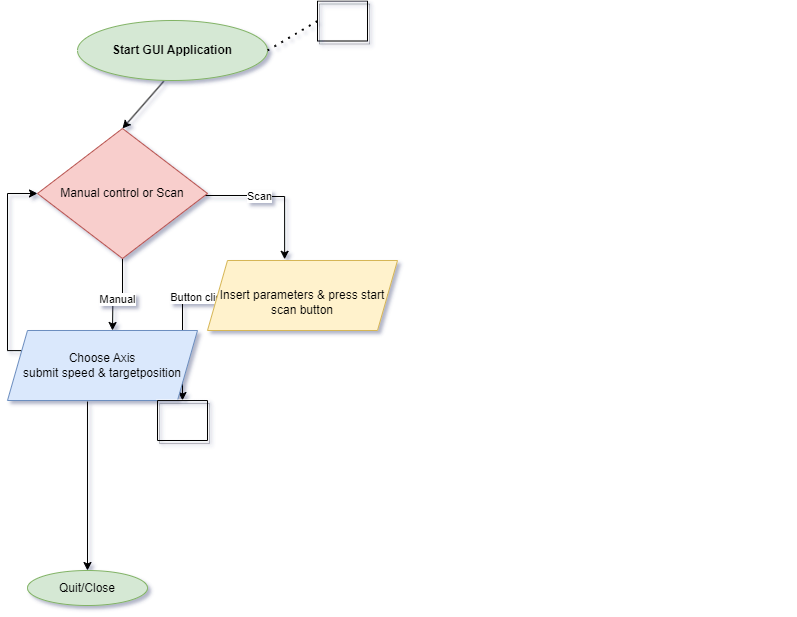 Start GUI Application
Manual control or Scan
Scan
Manual
Button cli
Insert parameters & press start
scan button
Choose Axis
submit speed & targetposition
Quit/Close